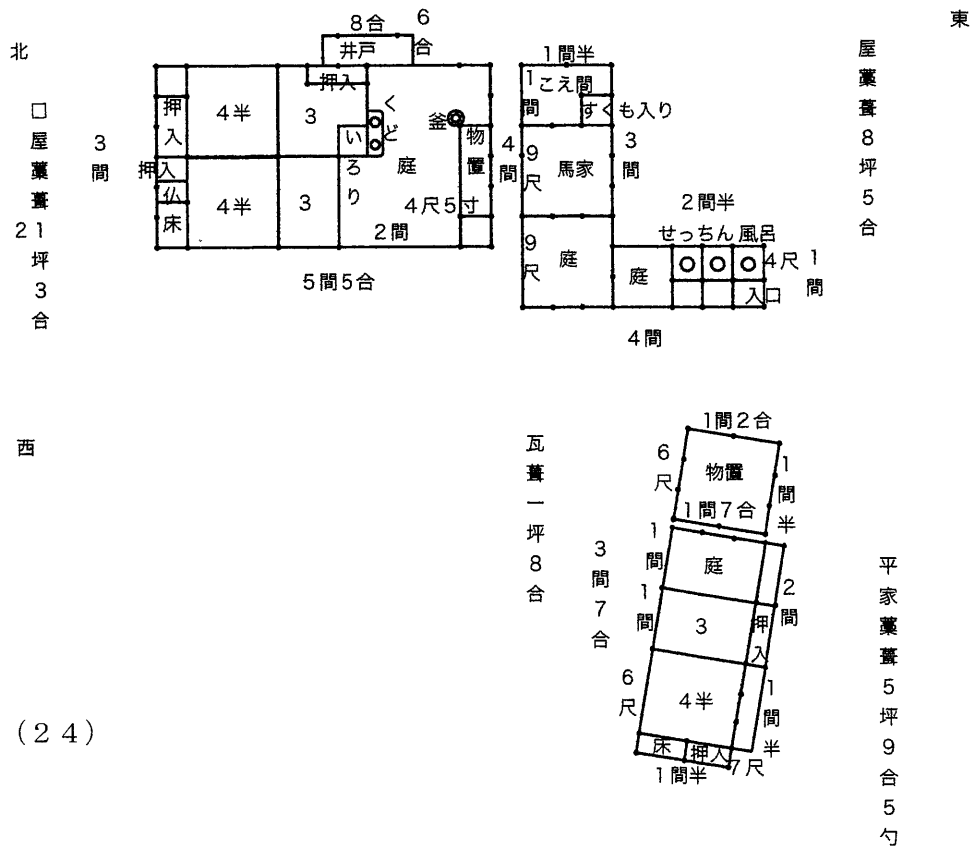 東
北
西
屋藁葺8坪5合
□屋藁葺21坪3合
3間
8合
6合
井戸
押入
押入
4半
3
くど
釜
物置
いろり
庭
押入
仏
床
4半
3
4尺5寸
2間
5間5合
4間
1間半
1間
こえ間
すくも入り
9尺
馬家
3間
9尺
庭
2間半
せっちん
風呂
庭
4尺
1間
入口
4間
瓦葺一坪8合
1間2合
6尺
物置
1間半
1間7合
3間7合
1間
庭
2間
1間
3
押入
6尺
4半
1間半
床
押入
7尺
1間半
平家藁葺5坪9合5勺
(24)